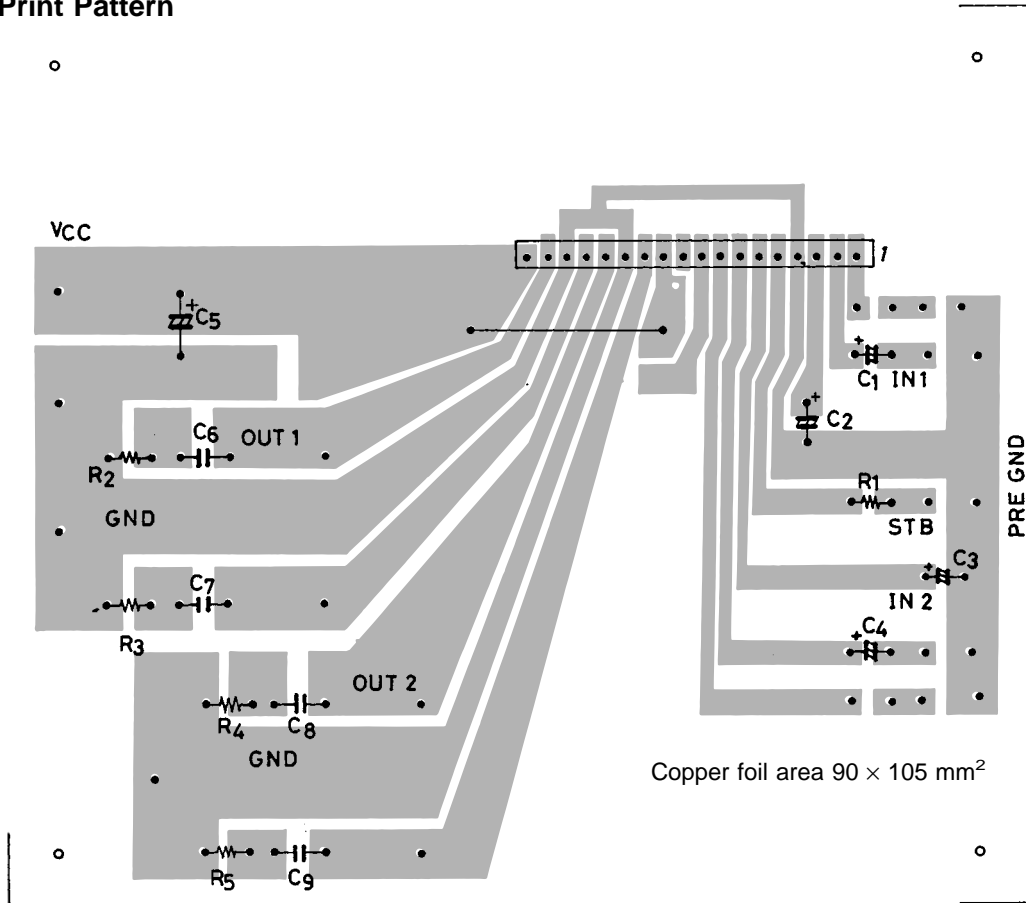 Print Pattern
VCC
1
C5
C1 IN1
C2
C6 OUT 1
R2
GND
R1
STB
PRE GND
C3
IN 2
C7
R3
C4
OUT 2
R4 C8
GND
Copper foil area 90 × 105 mm²
R5 C9